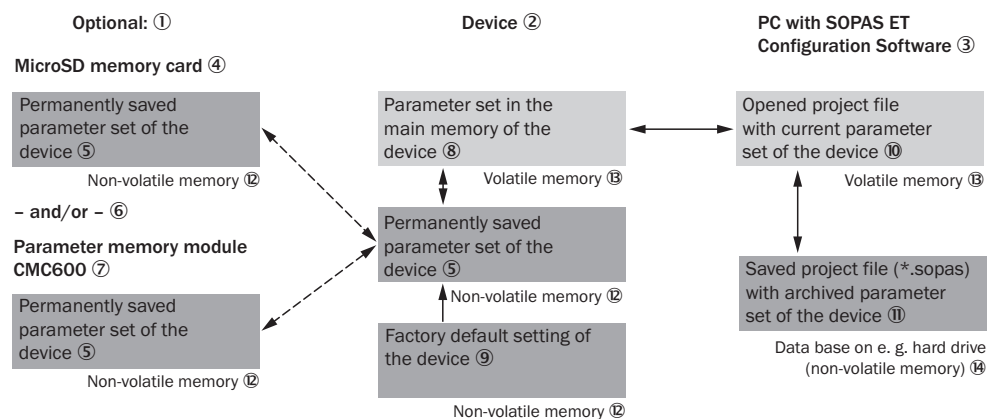 Optional: ①
MicroSD memory card ④
Permanently saved
parameter set of the
device ⑤
Non-volatile memory ⑫
– and/or – ⑥
Parameter memory module
CMC600 ⑦
Permanently saved
parameter set of the
device ⑤
Non-volatile memory ⑫
Device ②
Parameter set in the
main memory of the
device ⑧
Volatile memory ⑬
Permanently saved
parameter set of the
device ⑤
Non-volatile memory ⑫
Factory default setting of
the device ⑨
Non-volatile memory ⑫
PC with SOPAS ET
Configuration Software ③
Opened project file
with current parameter
set of the device ⑩
Volatile memory ⑬
Saved project file (*.sopas)
with archived parameter
set of the device ⑪
Data base on e. g. hard drive
(non-volatile memory) ⑭